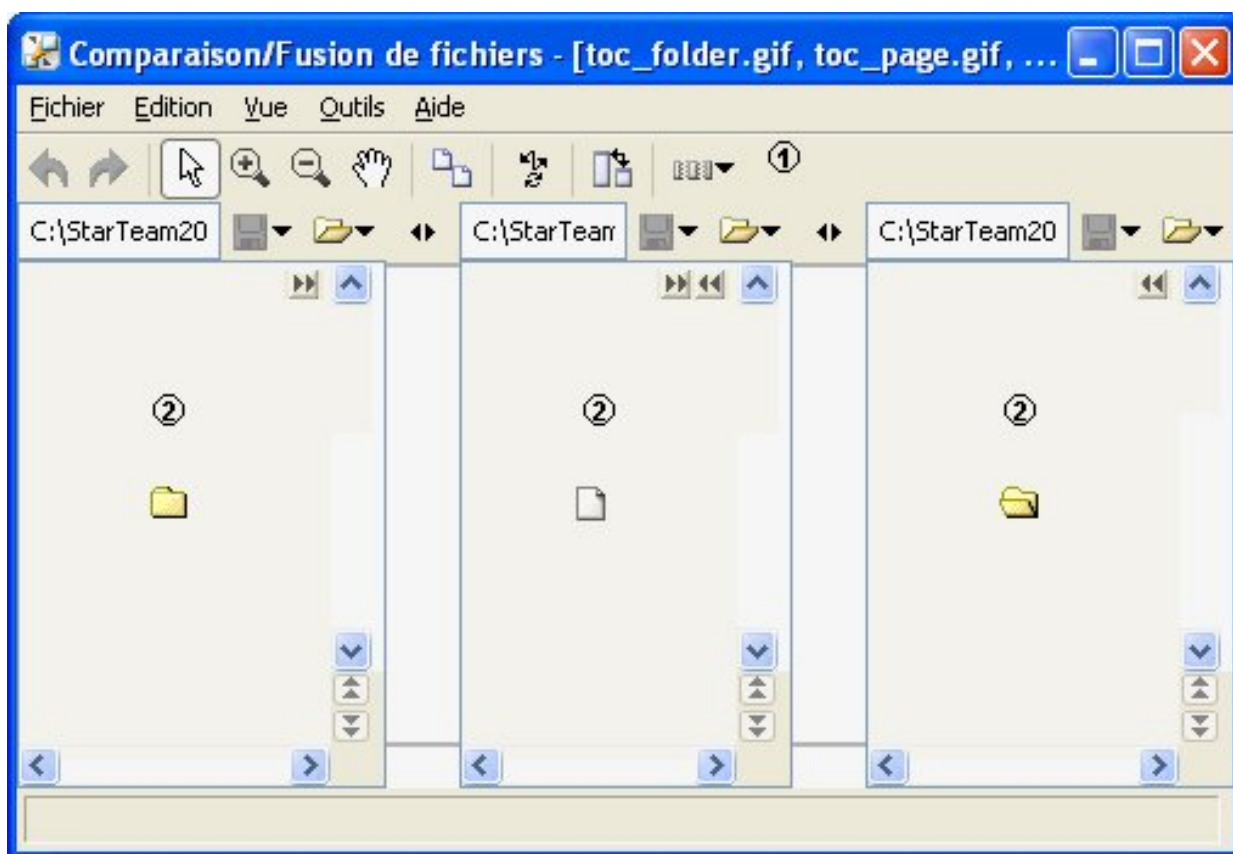 Comparaison/Fusion de fichiers - [toc_folder.gif, toc_page.gif, ...
Fichier Edition Vue Outils Aide
①
C:\StarTeam20 C:\StarTeam C:\StarTeam20
② ② ②